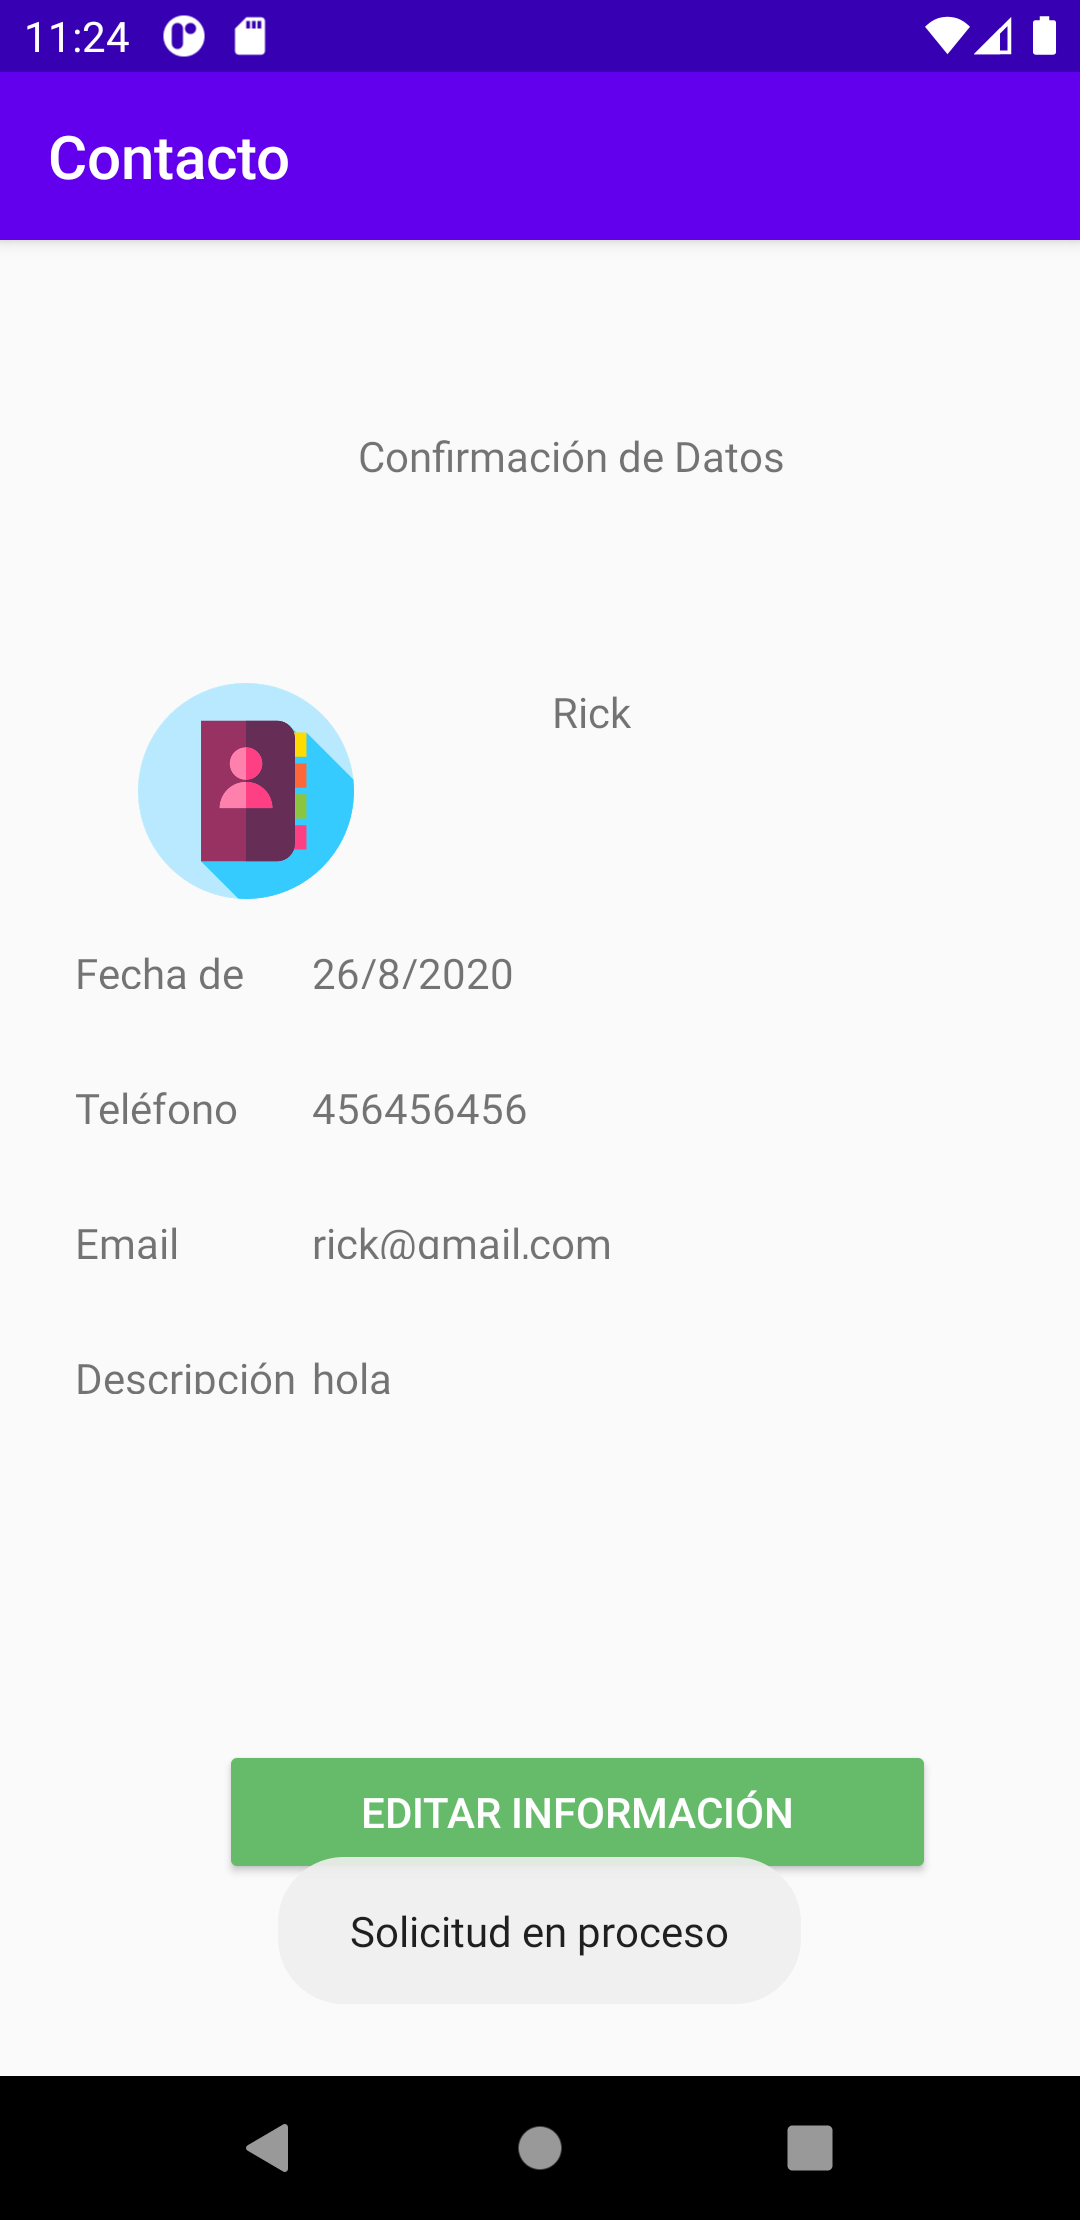 11:24
Contacto
Confirmación de Datos
Rick
Fecha de 26/8/2020
Teléfono 456456456
Email rick@gmail.com
Descripción hola
EDITAR INFORMACIÓN
Solicitud en proceso